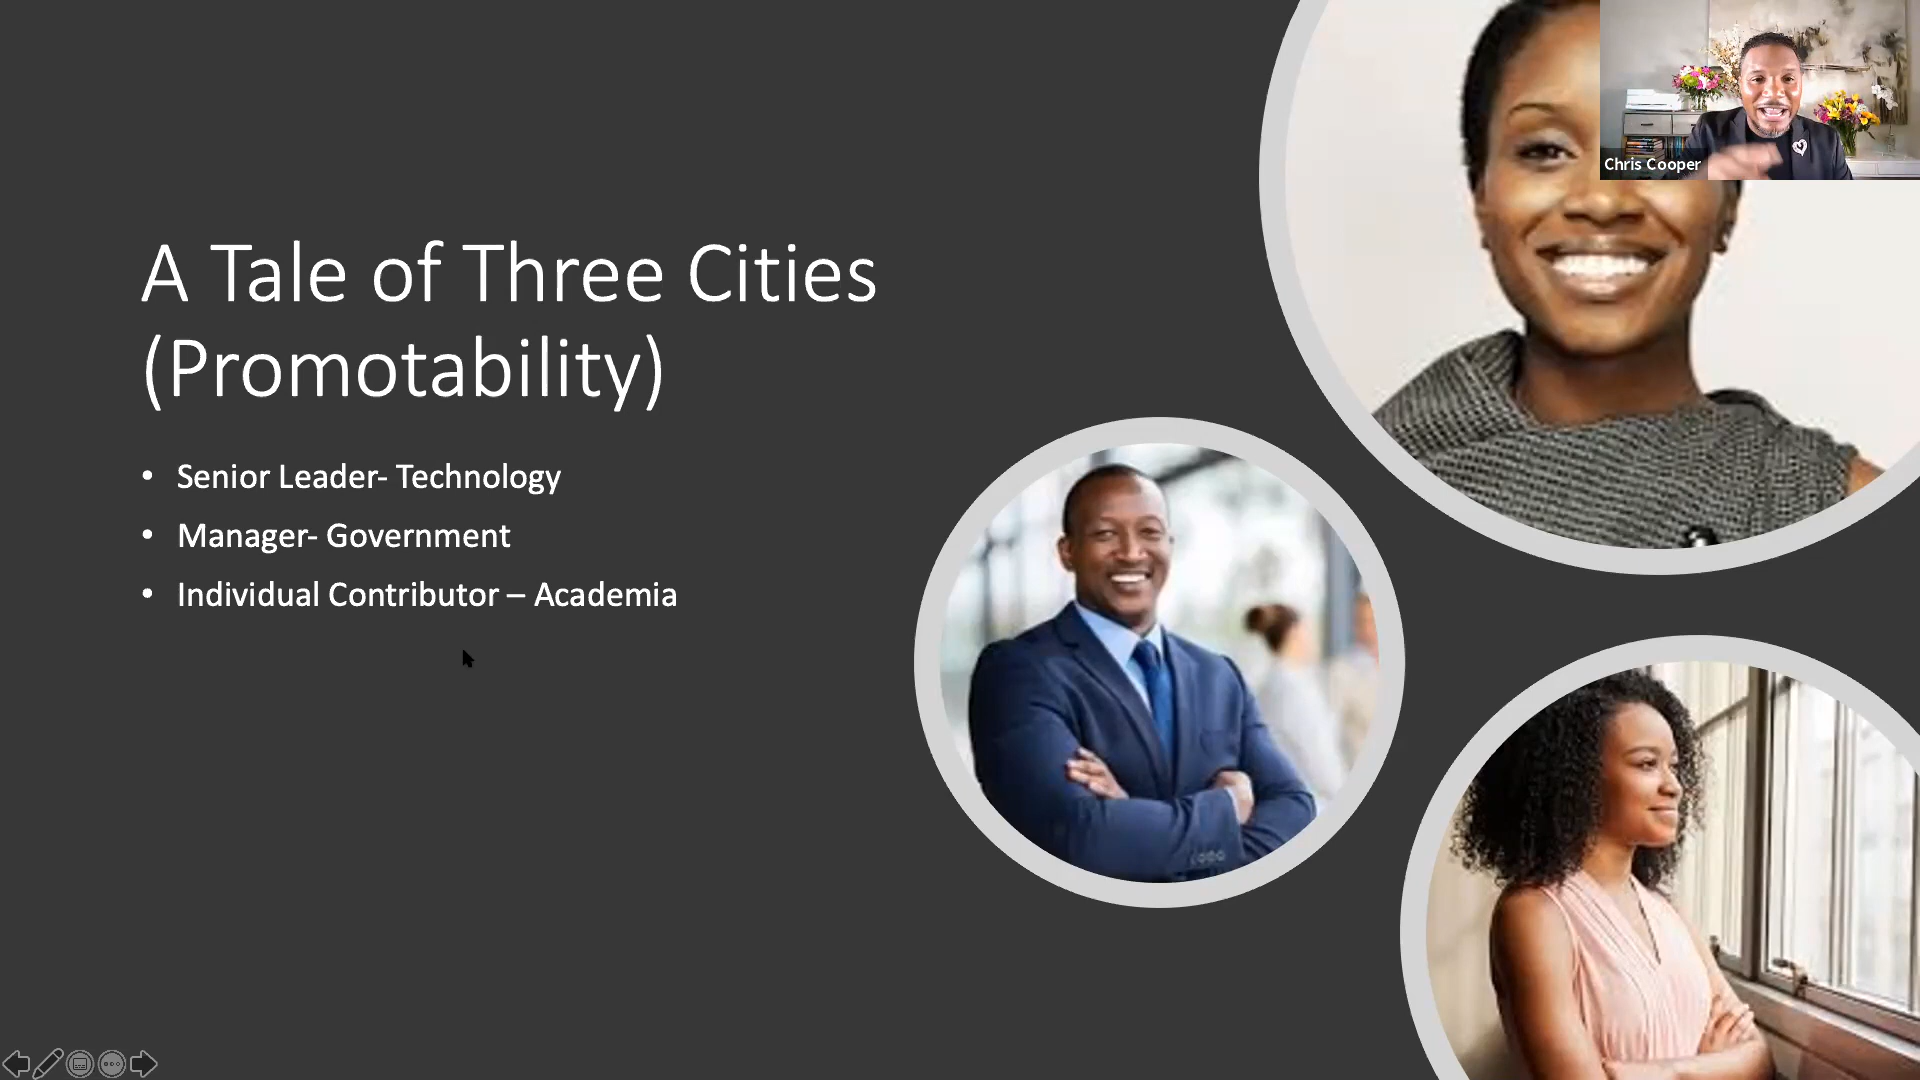 A Tale of Three Cities
(Promotability)
• Senior Leader- Technology
• Manager- Government
• Individual Contributor – Academia
Chris Cooper